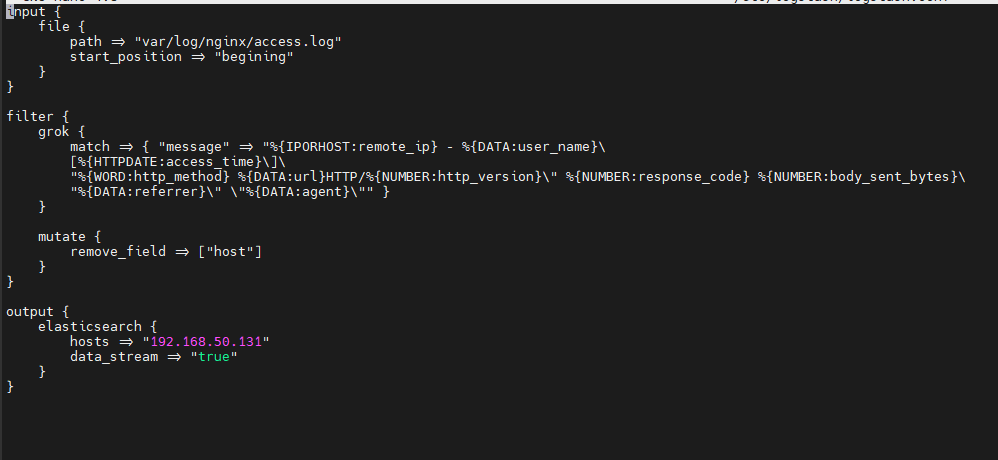 input {
    file {
        path => "var/log/nginx/access.log"
        start_position => "begining"
    }
}

filter {
    grok {
        match => { "message" => "%{IPORHOST:remote_ip} - %{DATA:user_name}\
        [%{HTTPDATE:access_time}\]\
        "%{WORD:http_method} %{DATA:url}HTTP/%{NUMBER:http_version}\" %{NUMBER:response_code} %{NUMBER:body_sent_bytes}\
        "%{DATA:referrer}\" \"%{DATA:agent}\"" }
    }

    mutate {
        remove_field => ["host"]
    }
}

output {
    elasticsearch {
        hosts => "192.168.50.131"
        data_stream => "true"
    }
}